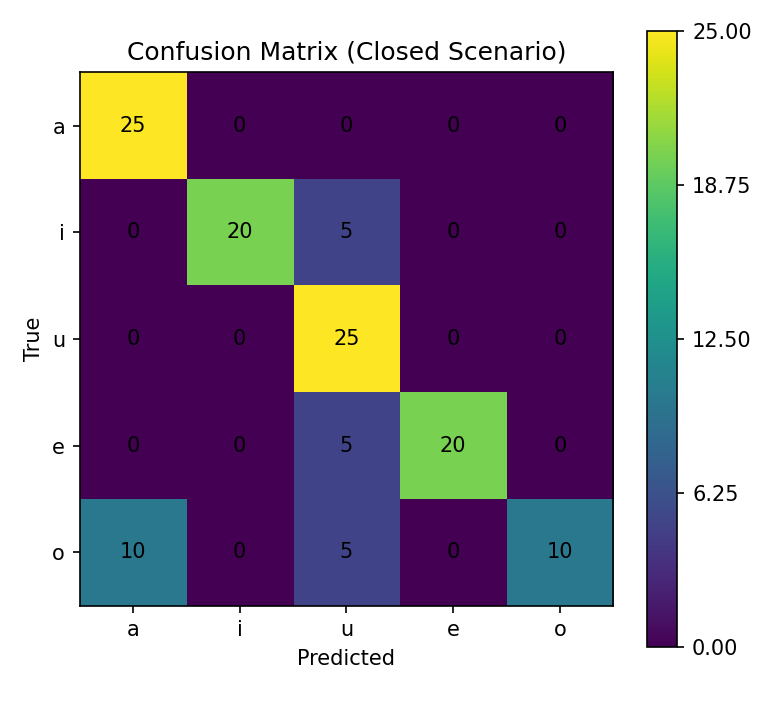 Confusion Matrix (Closed Scenario)
a 25 0 0 0 0
i 0 20 5 0 0
u 0 0 25 0 0
e 0 0 5 20 0
o 10 0 5 0 10
a i u e o
Predicted
True
25.00
18.75
12.50
6.25
0.00